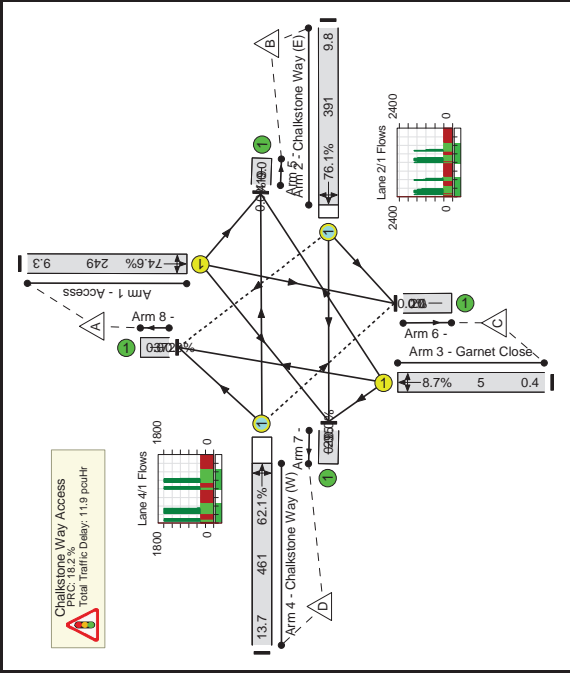 Chalkstone Way Access
PRC: 18.2 %
Total Traffic Delay: 11.9 pcuHr
Arm 1 - Access
74.6%
249
9.3
1
A
Arm 2 - Chalkstone Way (E)
76.1%
391
9.8
1
B
Arm 5 -
1
Lane 2/1 Flows
2400
0
2400
0
Arm 6 -
1
C
Arm 3 - Garnet Close
8.7%
5
0.4
1
Arm 7 -
1
D
Arm 4 - Chalkstone Way (W)
13.7
461
62.1%
1
Lane 4/1 Flows
1800
0
1800
0
Arm 8 -
1